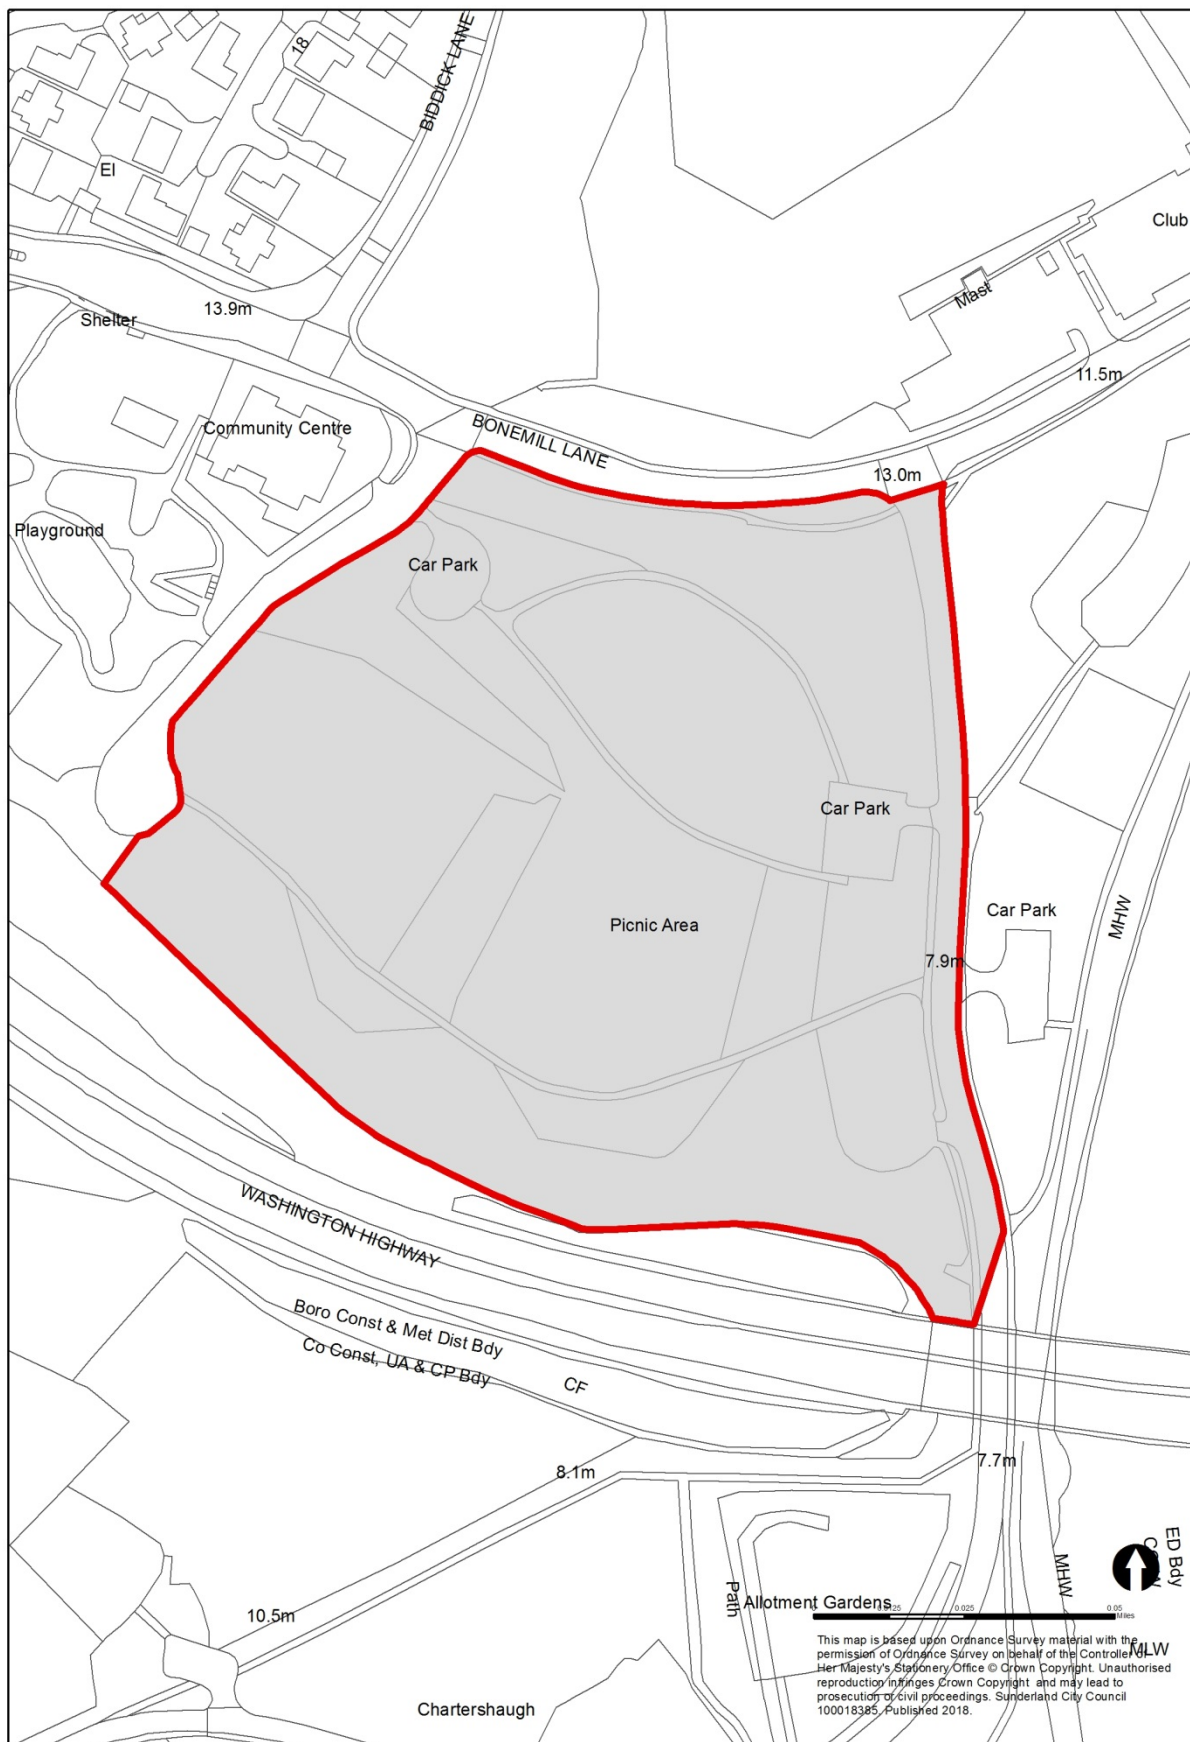 18
BIDDICK LANE
El
Club
Mast
13.9m
Shelter
11.5m
Community Centre
BONEMILL LANE
13.0m
Playground
Car Park
Car Park
Car Park
MHW
Picnic Area
7.9m
WASHINGTON HIGHWAY
Boro Const & Met Dist Bdy
Co Const, UA & CP Bdy
CF
8.1m
7.7m
ED Bdy
MHW
Path
Allotment Gardens
10.5m
0.0125 0.025 0.05
Miles
MLW
This map is based upon Ordnance Survey material with the
permission of Ordnance Survey on behalf of the Controller of
Her Majesty's Stationery Office © Crown Copyright. Unauthorised
reproduction infringes Crown Copyright and may lead to
prosecution or civil proceedings. Sunderland City Council
100018385. Published 2018.
Chartershaugh